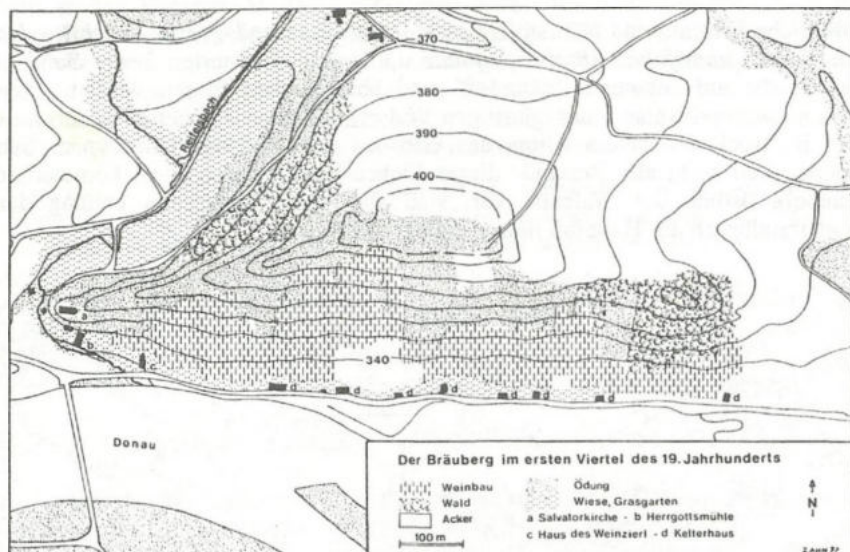 370
380
390
400
340
a
b
c
d
d
d
d
d
d
d
d
Donau
Der Bräuberg im ersten Viertel des 19. Jahrhunderts
Weinbau
Ödung
Wald
Wiese, Grasgarten
Acker
a Salvatorkirche - b Herrgottsmühle
100 m
c Haus des Weinzierl - d Kelterhaus
N